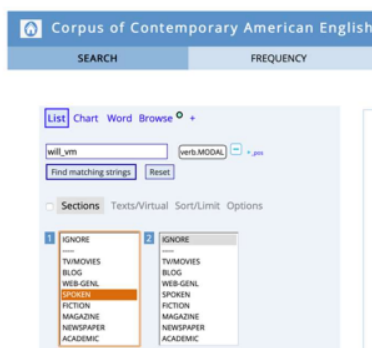 Corpus of Contemporary American English
SEARCH FREQUENCY
List Chart Word Browse +
will_vm verb.MODAL − + pos
Find matching strings Reset
Sections Texts/Virtual Sort/Limit Options
1
IGNORE
-----
TV/MOVIES
BLOG
WEB-GENL
SPOKEN
FICTION
MAGAZINE
NEWSPAPER
ACADEMIC
2
IGNORE
-----
TV/MOVIES
BLOG
WEB-GENL
SPOKEN
FICTION
MAGAZINE
NEWSPAPER
ACADEMIC